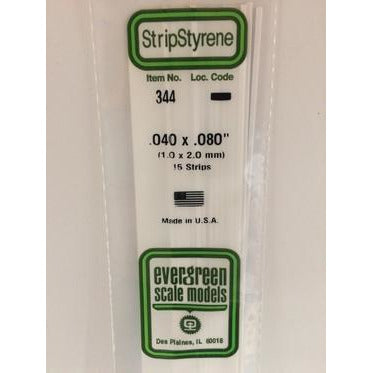 StripStyrene
Item No. Loc. Code
344
.040 x .080"
(1.0 x 2.0 mm)
15 Strips
Made in U.S.A.
evergreen
scale models
Des Plaines, IL 60018